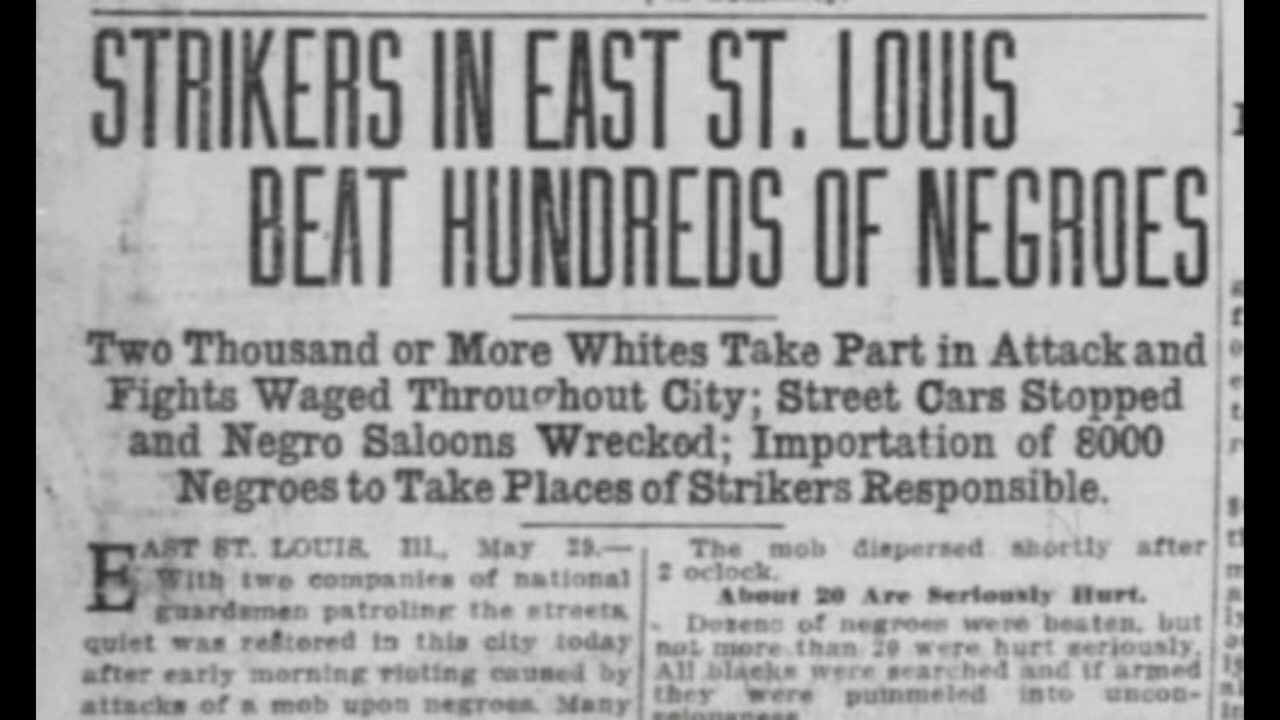 STRIKERS IN EAST ST. LOUIS
BEAT HUNDREDS OF NEGROES
Two Thousand or More Whites Take Part in Attack and
Fights Waged Throughout City; Street Cars Stopped
and Negro Saloons Wrecked; Importation of 8000
Negroes to Take Places of Strikers Responsible.
EAST ST. LOUIS, Ill., May 29.—
With two companies of national
guardsmen patroling the streets,
quiet was restored in this city today
after early morning rioting caused by
attacks of a mob upon negroes. Many
The mob dispersed shortly after
2 oclock.
About 20 Are Seriously Hurt.
Dozens of negroes were beaten, but
not more than 20 were hurt seriously.
All blacks were searched and if armed
they were pummeled into uncon-